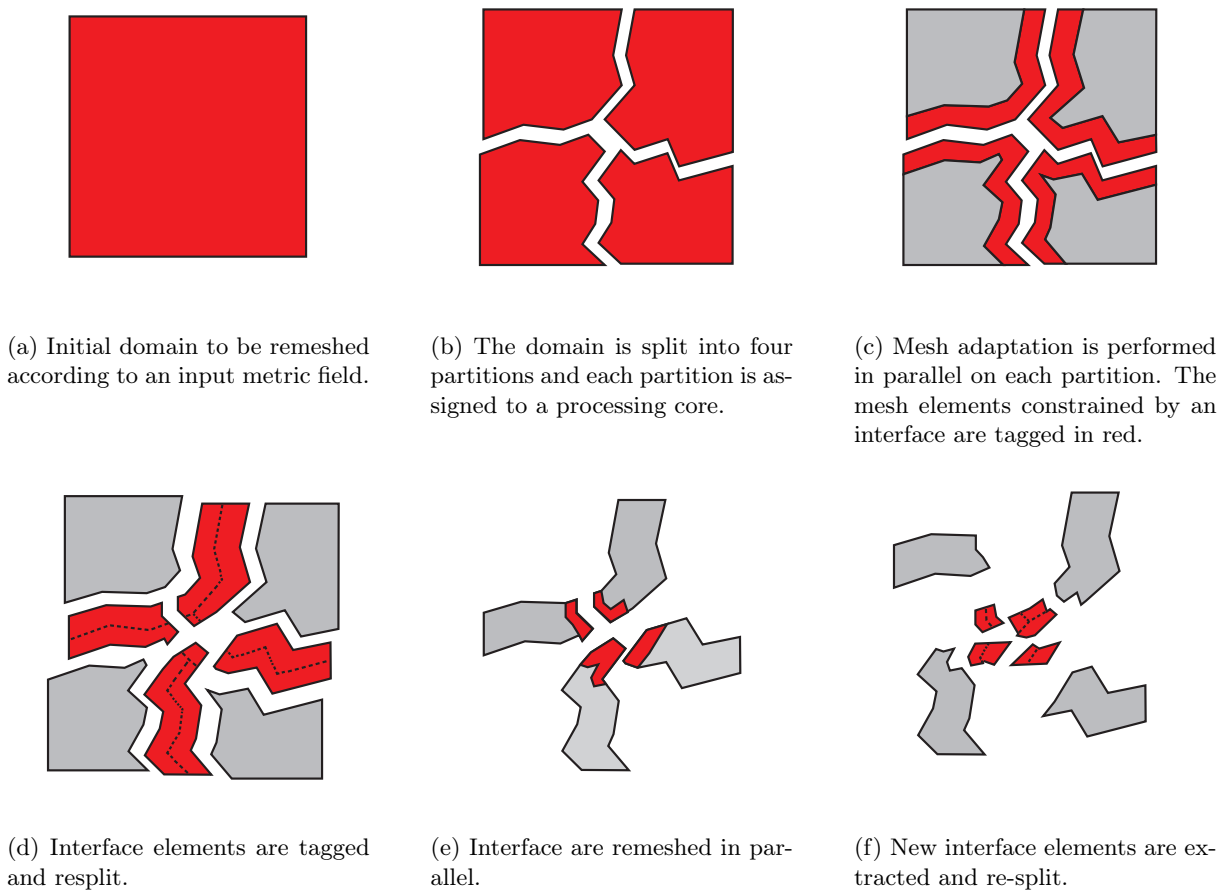 (a) Initial domain to be remeshed
according to an input metric field.
(b) The domain is split into four
partitions and each partition is as-
signed to a processing core.
(c) Mesh adaptation is performed
in parallel on each partition. The
mesh elements constrained by an
interface are tagged in red.
(d) Interface elements are tagged
and resplit.
(e) Interface are remeshed in par-
allel.
(f) New interface elements are ex-
tracted and re-split.